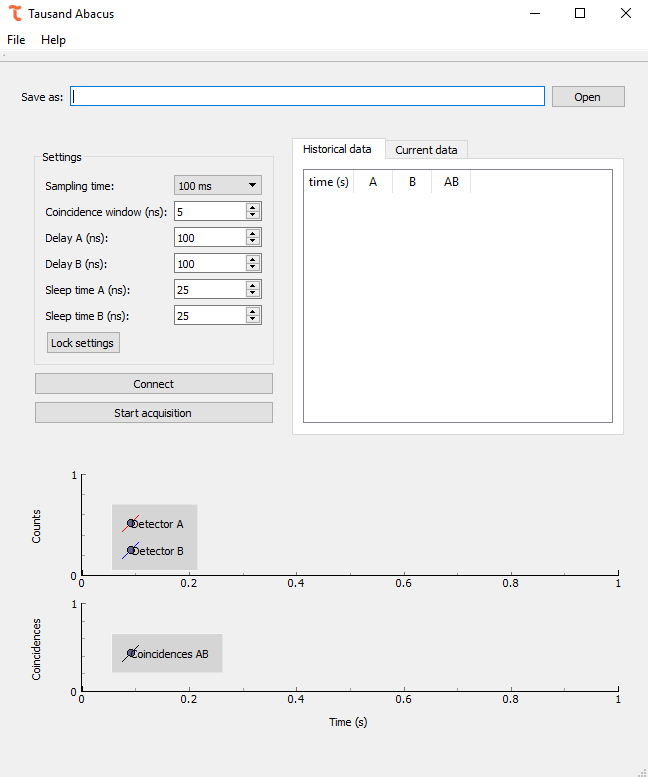 Tausand Abacus
File Help
Save as: Open
Settings
Sampling time: 100 ms
Coincidence window (ns): 5
Delay A (ns): 100
Delay B (ns): 100
Sleep time A (ns): 25
Sleep time B (ns): 25
Lock settings
Connect
Start acquisition
Historical data Current data
time (s) A B AB
Counts
1
0
Detector A
Detector B
0 0.2 0.4 0.6 0.8 1
Coincidences
1
0
Coincidences AB
0 0.2 0.4 0.6 0.8 1
Time (s)